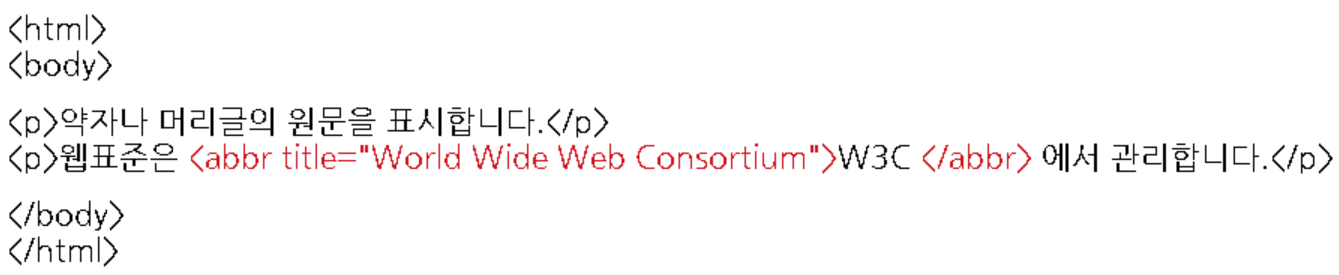 <html>
<body>
<p>약자나 머리글의 원문을 표시합니다.</p>
<p>웹표준은 <abbr title="World Wide Web Consortium">W3C </abbr> 에서 관리합니다.</p>
</body>
</html>